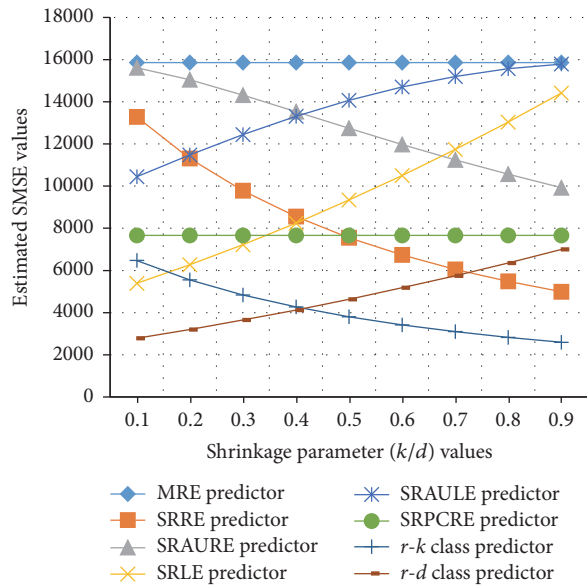 Estimated SMSE values
18000
16000
14000
12000
10000
8000
6000
4000
2000
0
0.1 0.2 0.3 0.4 0.5 0.6 0.7 0.8 0.9
Shrinkage parameter (k/d) values
MRE predictor
SRRE predictor
SRAURE predictor
SRLE predictor
SRAULE predictor
SRPCRE predictor
r-k class predictor
r-d class predictor